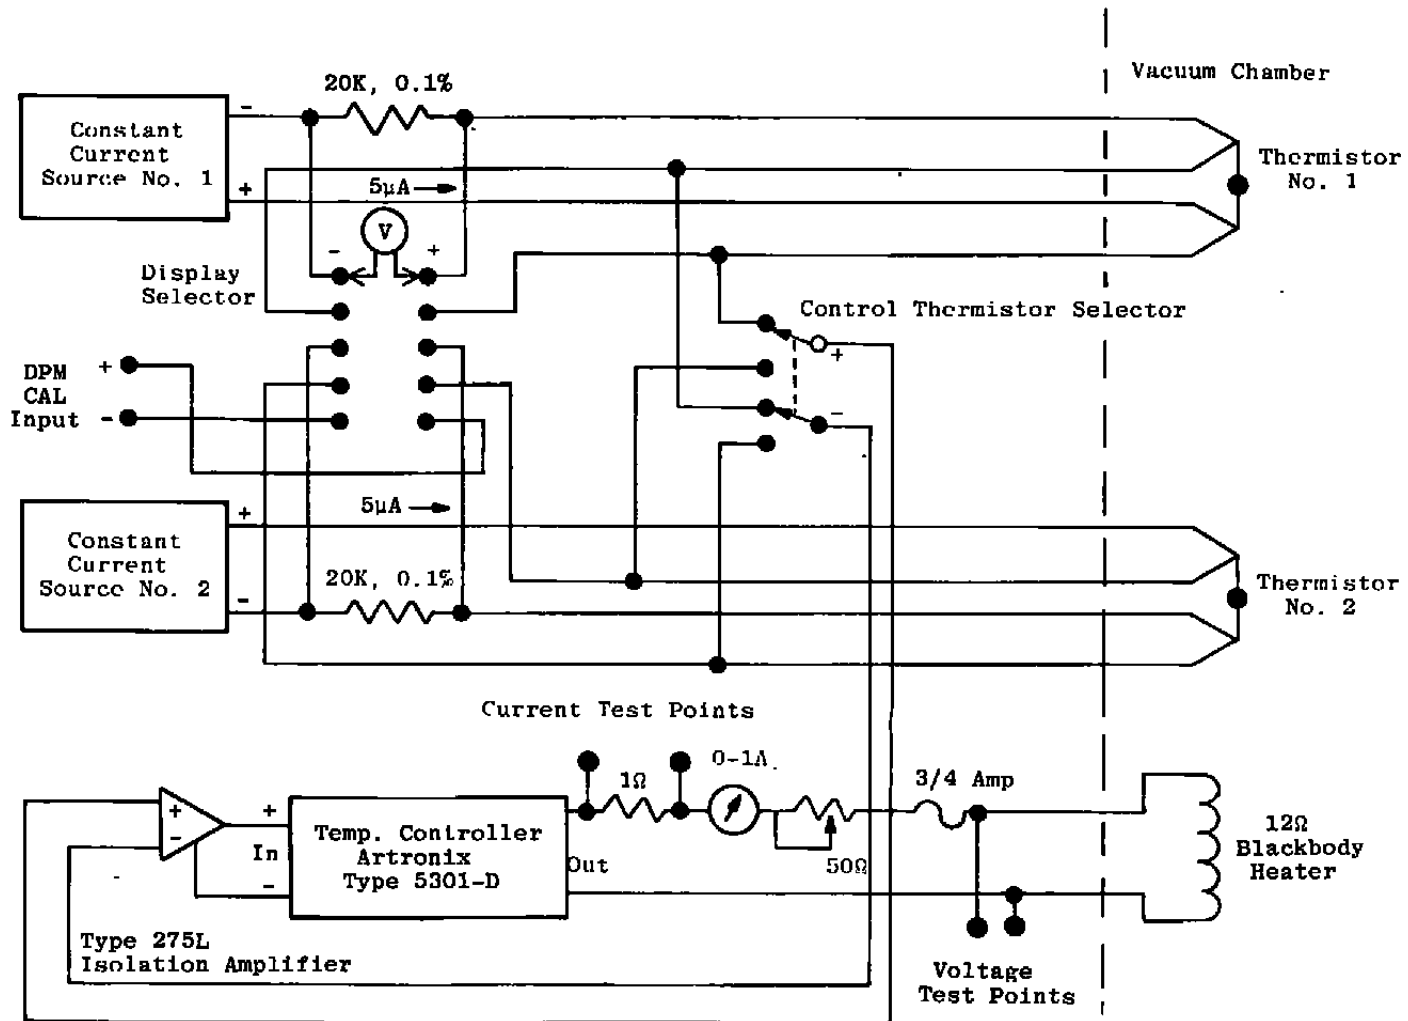 Vacuum Chamber
20K, 0.1%
-
Constant
Current
Source No. 1
+
5μA
Thermistor
No. 1
V
-
+
Display
Selector
Control Thermistor Selector
+
DPM
CAL
Input
+
-
-
5μA
+
Constant
Current
Source No. 2
20K, 0.1%
-
Thermistor
No. 2
Current Test Points
0-1A
1Ω
3/4 Amp
+
-
+
In
-
Temp. Controller
Artronix
Type 5301-D
Out
50Ω
12Ω
Blackbody
Heater
Type 275L
Isolation Amplifier
Voltage
Test Points